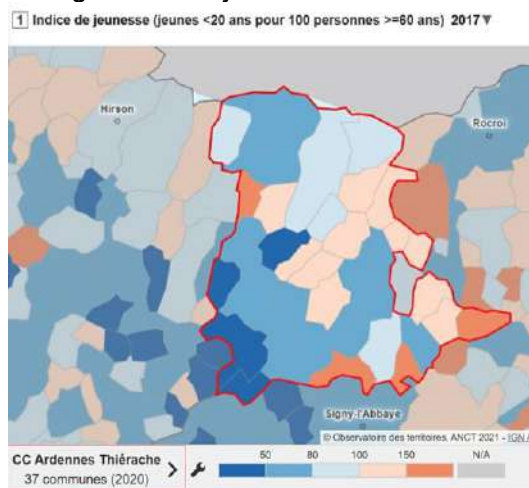 1 Indice de jeunesse (jeunes <20 ans pour 100 personnes >=60 ans) 2017▼
Hirson
Rocroi
Signy-l'Abbaye
© Observatoire des territoires, ANCT 2021 - IGN
CC Ardennes Thiérache
37 communes (2020)
50 80 100 150 N/A